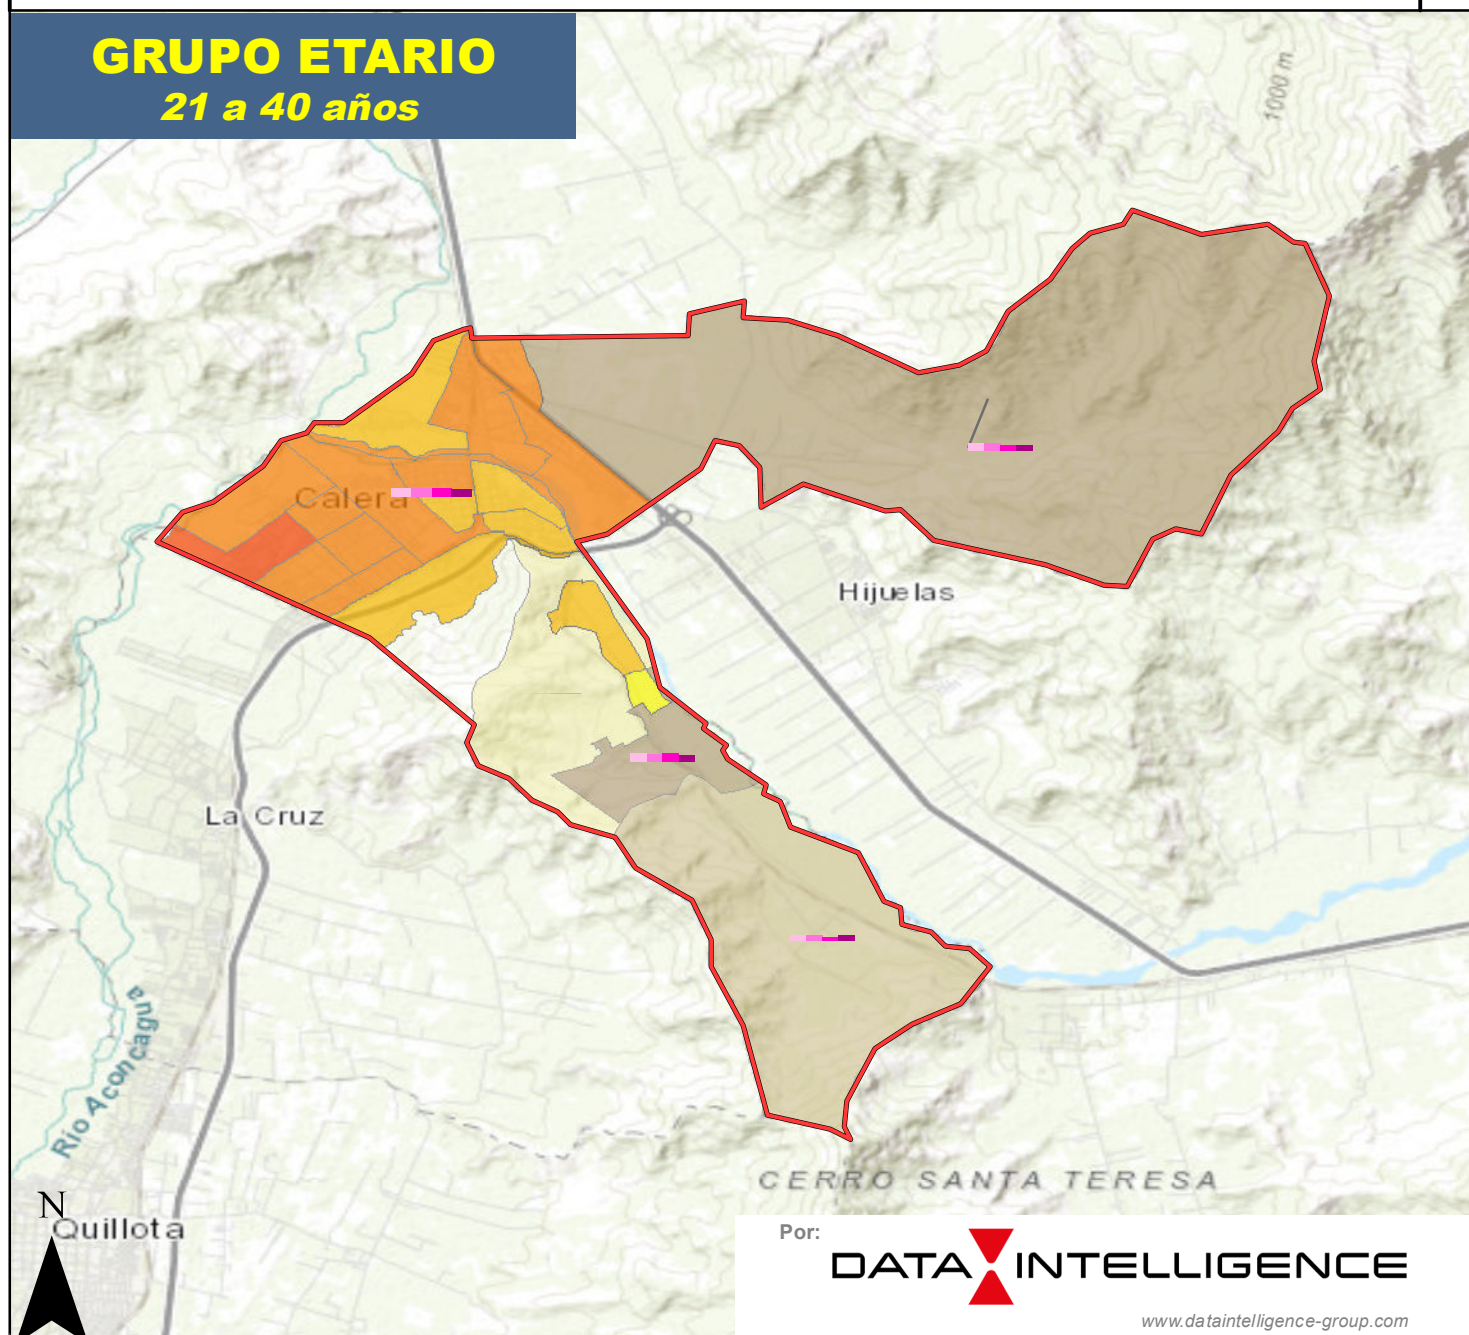 GRUPO ETARIO
21 a 40 años
1000 m
Calera
Hijuelas
La Cruz
Río Aconcagua
CERRO SANTA TERESA
N
Quillota
Por:
DATA INTELLIGENCE
www.dataintelligence-group.com